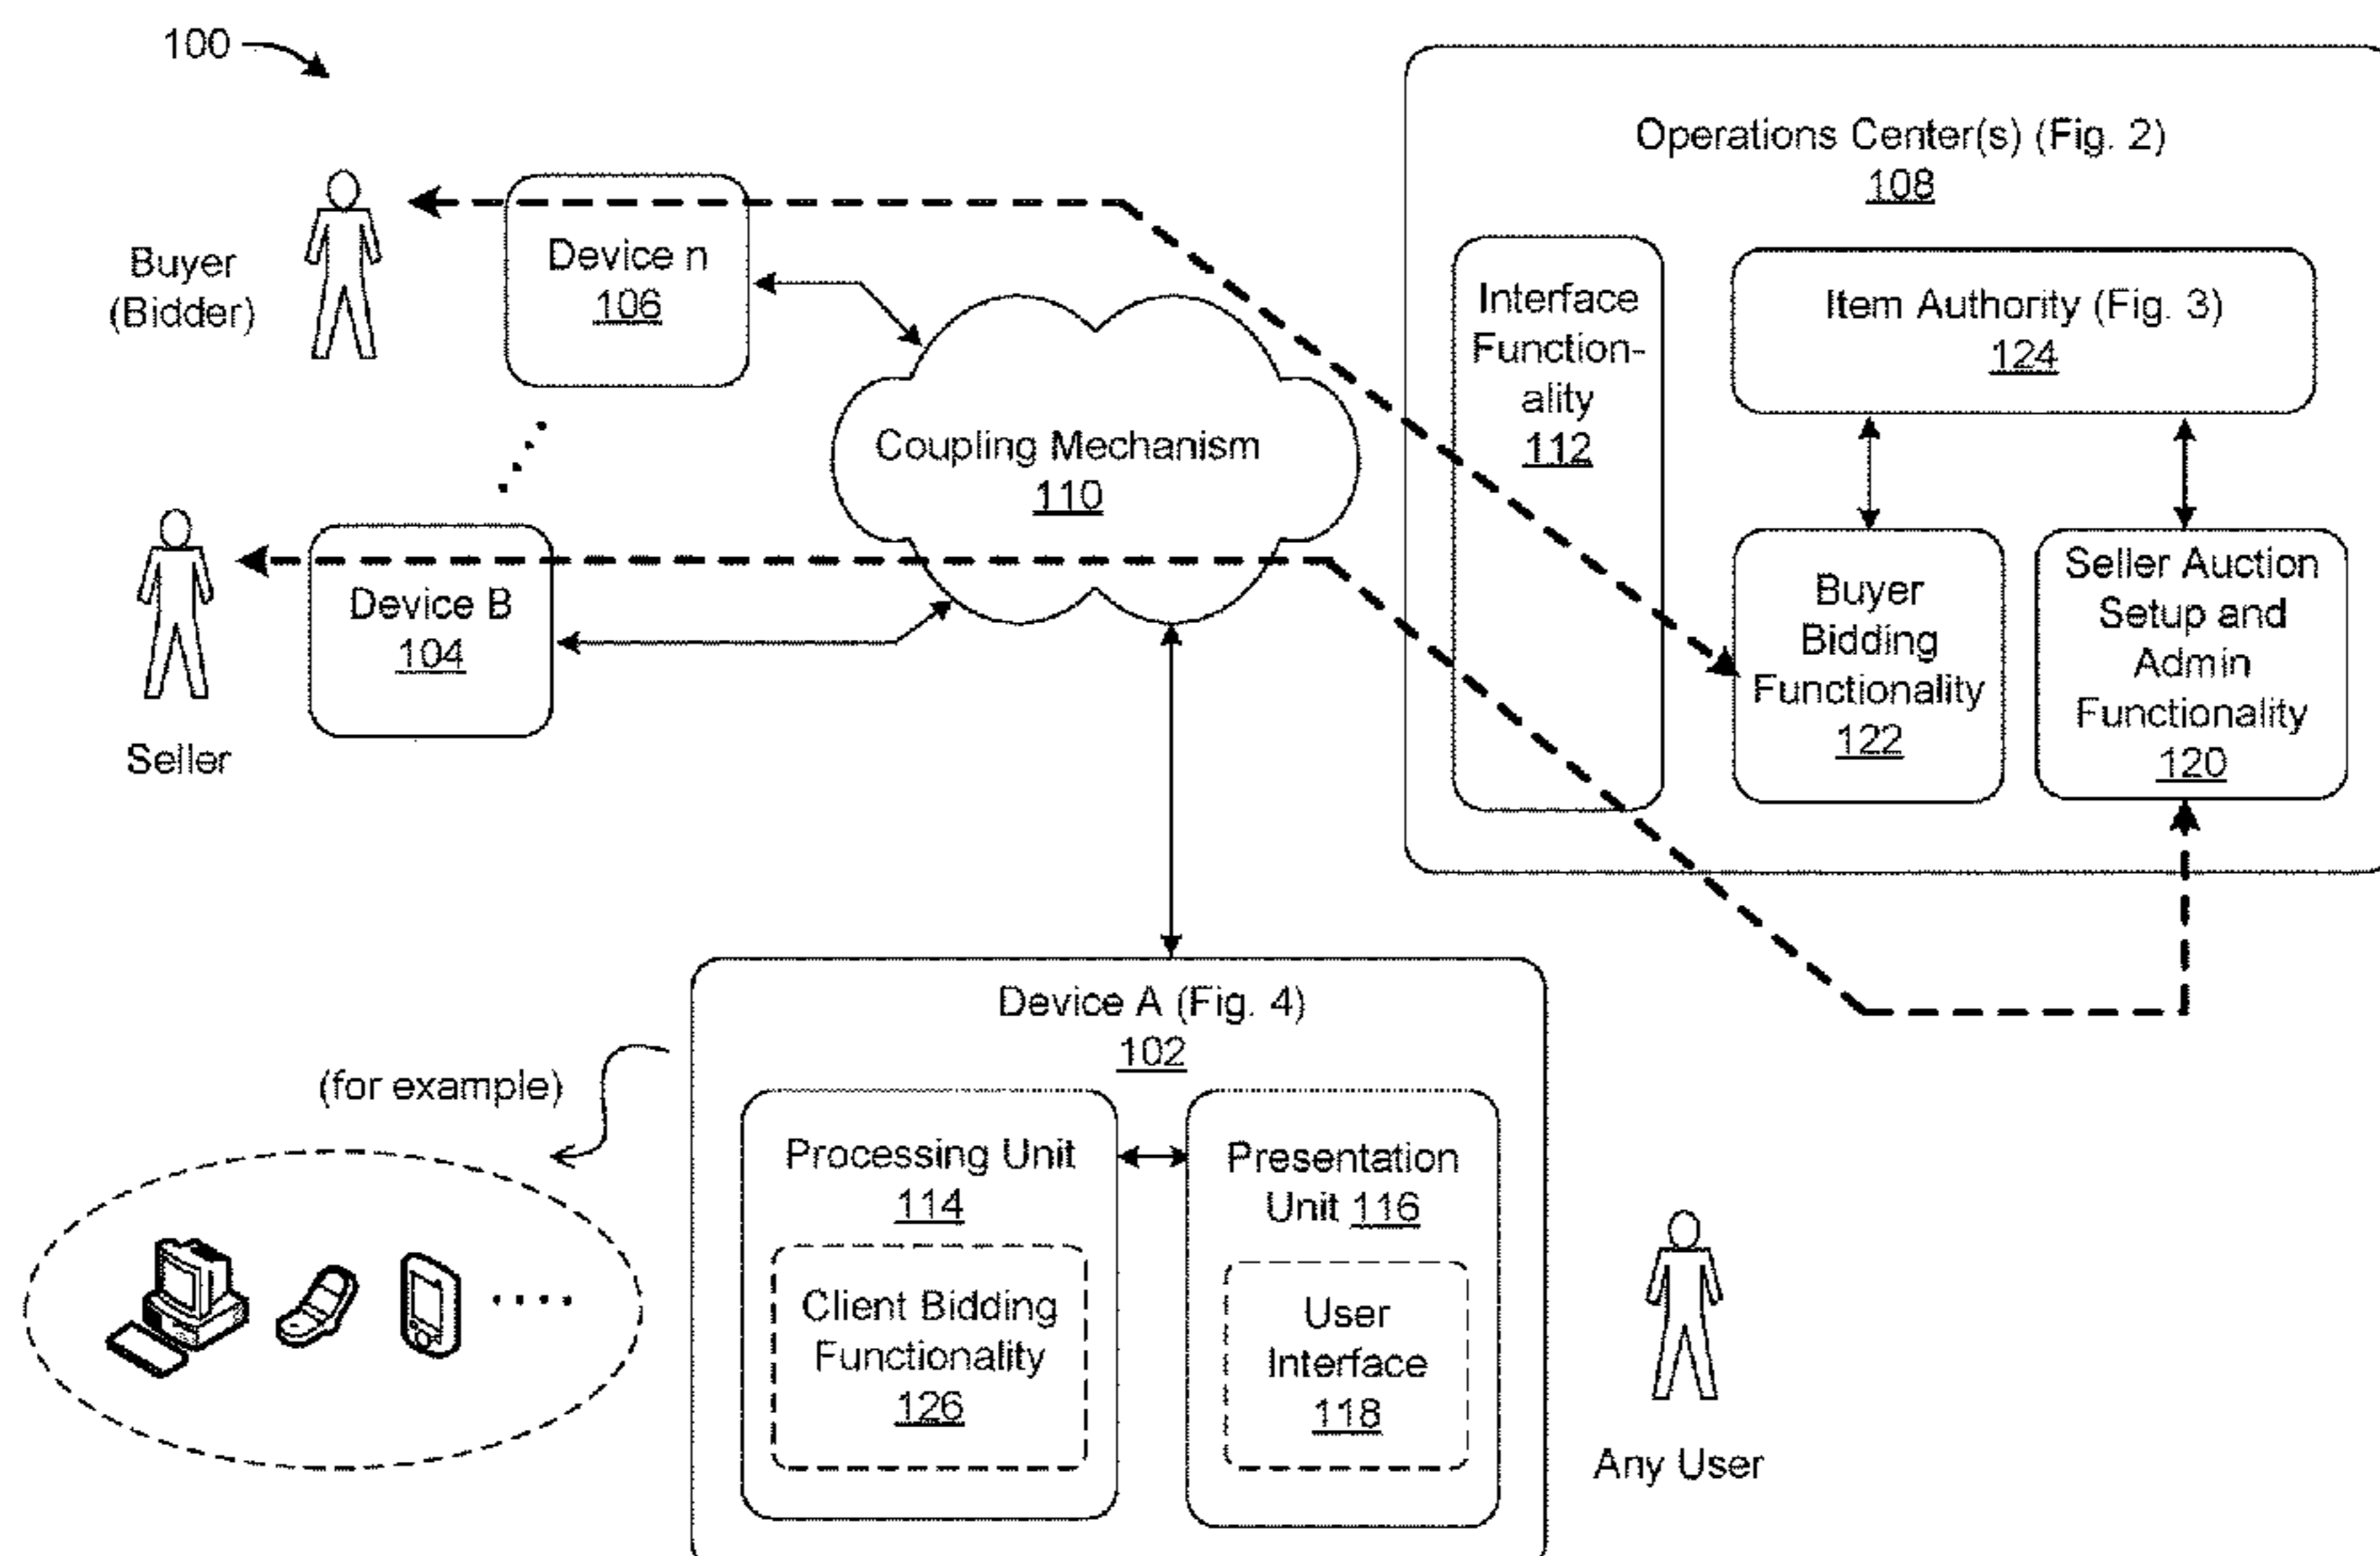 100
Operations Center(s) (Fig. 2)
108
Buyer
(Bidder)
Device n
106
Interface
Function-
ality
112
Item Authority (Fig. 3)
124
Coupling Mechanism
110
Seller
Device B
104
Buyer
Bidding
Functionality
122
Seller Auction
Setup and
Admin
Functionality
120
Device A (Fig. 4)
102
(for example)
Processing Unit
114
Client Bidding
Functionality
126
Presentation
Unit 116
User
Interface
118
Any User